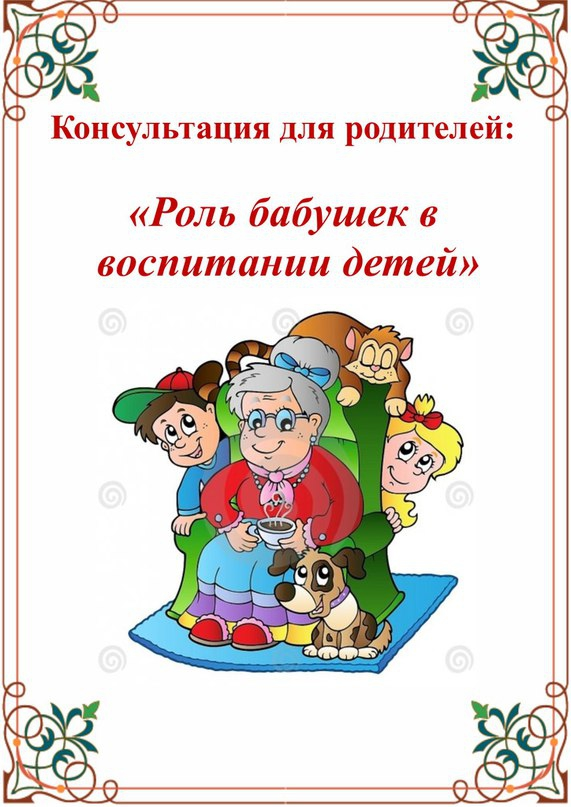 Консультация для родителей:
«Роль бабушек в
воспитании детей»